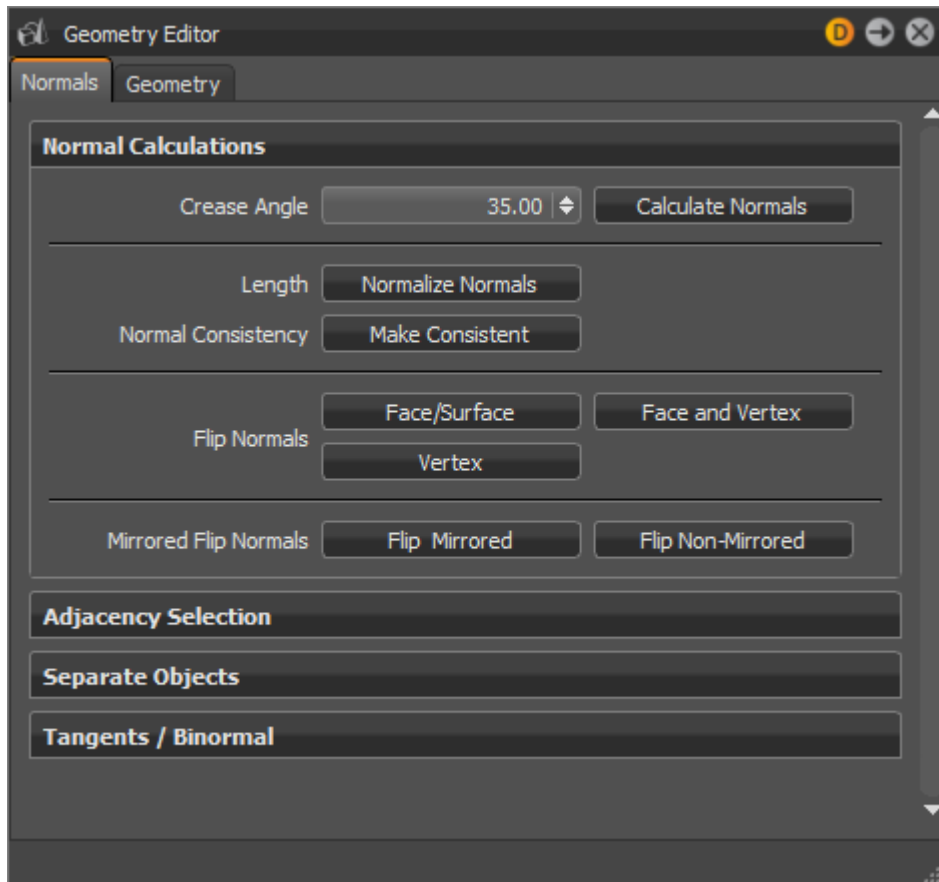 Geometry Editor D
Normals Geometry
Normal Calculations
Crease Angle 35.00 Calculate Normals
Length Normalize Normals
Normal Consistency Make Consistent
Flip Normals Face/Surface Face and Vertex
Vertex
Mirrored Flip Normals Flip Mirrored Flip Non-Mirrored
Adjacency Selection
Separate Objects
Tangents / Binormal